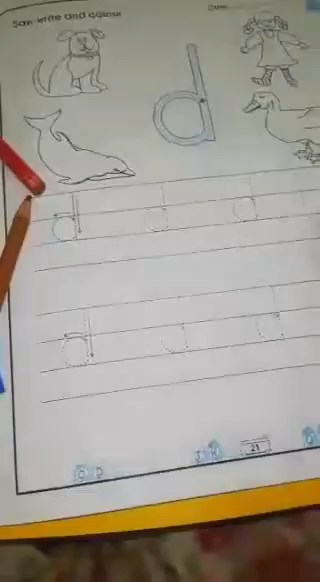 Say, write and colour
Date:
d
d d d
d d d
C D
J K 21 Q